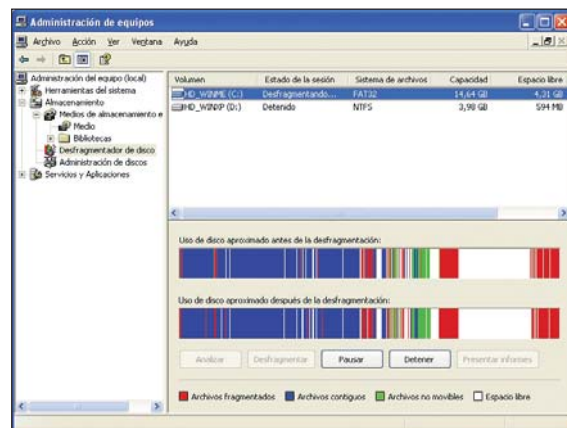 Administración de equipos
Archivo Acción Ver Ventana Ayuda
Administración del equipo (local)
Herramientas del sistema
Almacenamiento
Medios de almacenamiento e
Medio
Bibliotecas
Desfragmentador de disco
Administración de discos
Servicios y Aplicaciones
Volumen Estado de la sesión Sistema de archivos Capacidad Espacio libre
HD_WINME (C:) Desfragmentando... FAT32 14,64 GB 4,31 GB
HD_WINXP (D:) Detenido NTFS 3,98 GB 594 MB
Uso de disco aproximado antes de la desfragmentación:
Uso de disco aproximado después de la desfragmentación:
Analizar Desfragmentar Pausar Detener Presentar informes
Archivos fragmentados Archivos contiguos Archivos no movibles Espacio libre